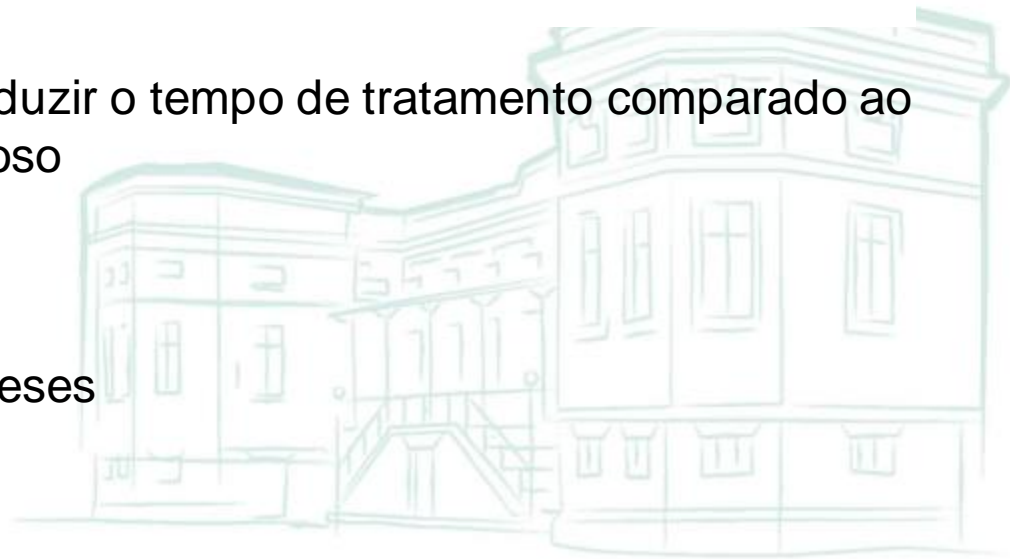 duzir o tempo de tratamento comparado ao
oso
eses